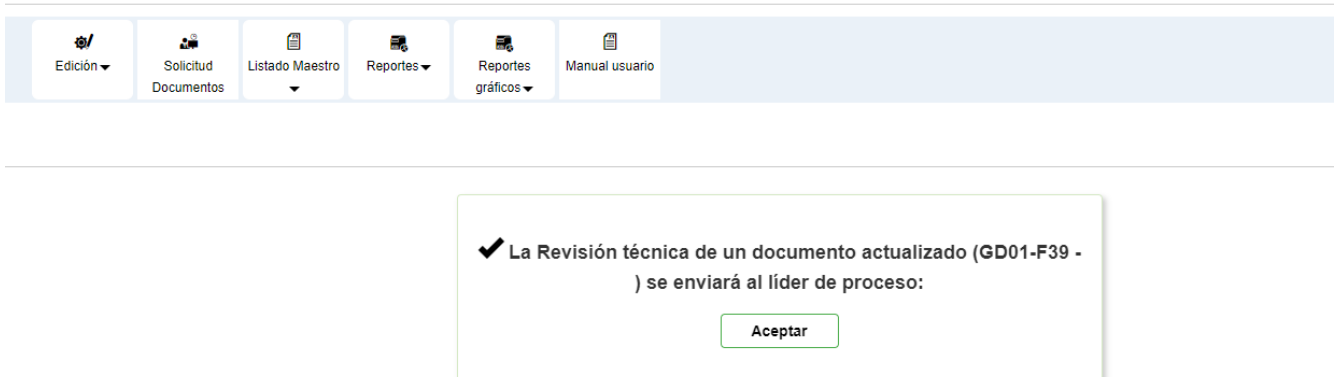 Edición
Solicitud
Documentos
Listado Maestro
Reportes
Reportes
gráficos
Manual usuario
La Revisión técnica de un documento actualizado (GD01-F39 -
) se enviará al líder de proceso:
Aceptar